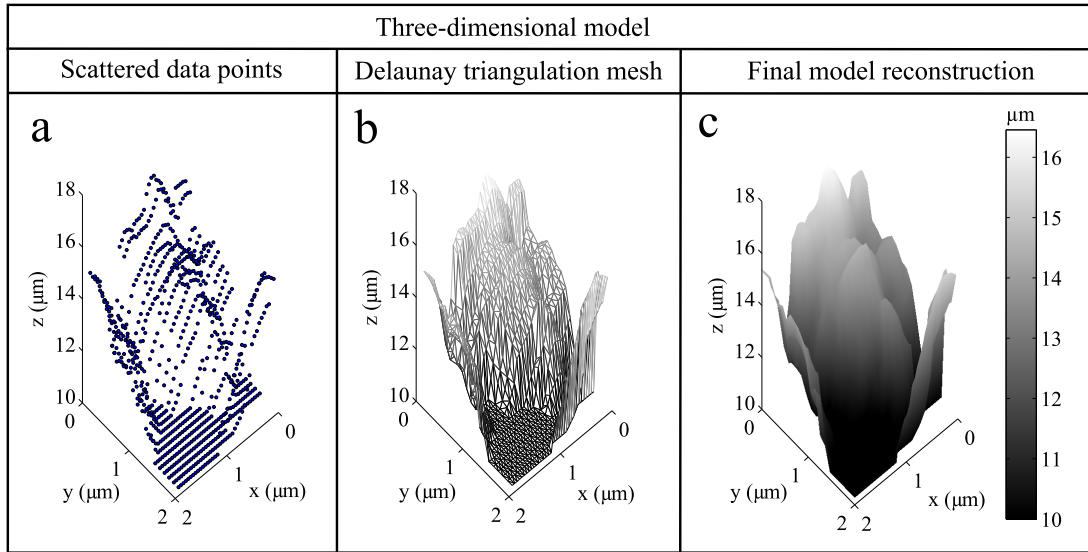 Three-dimensional model
Scattered data points
Delaunay triangulation mesh
Final model reconstruction
a
18
16
14
12
10
z (µm)
0
1
2
y (µm)
2
1
0
x (µm)
b
18
16
14
12
10
z (µm)
0
1
2
y (µm)
2
1
0
x (µm)
c
18
16
14
12
10
z (µm)
0
1
2
y (µm)
2
1
0
x (µm)
µm
16
15
14
13
12
11
10